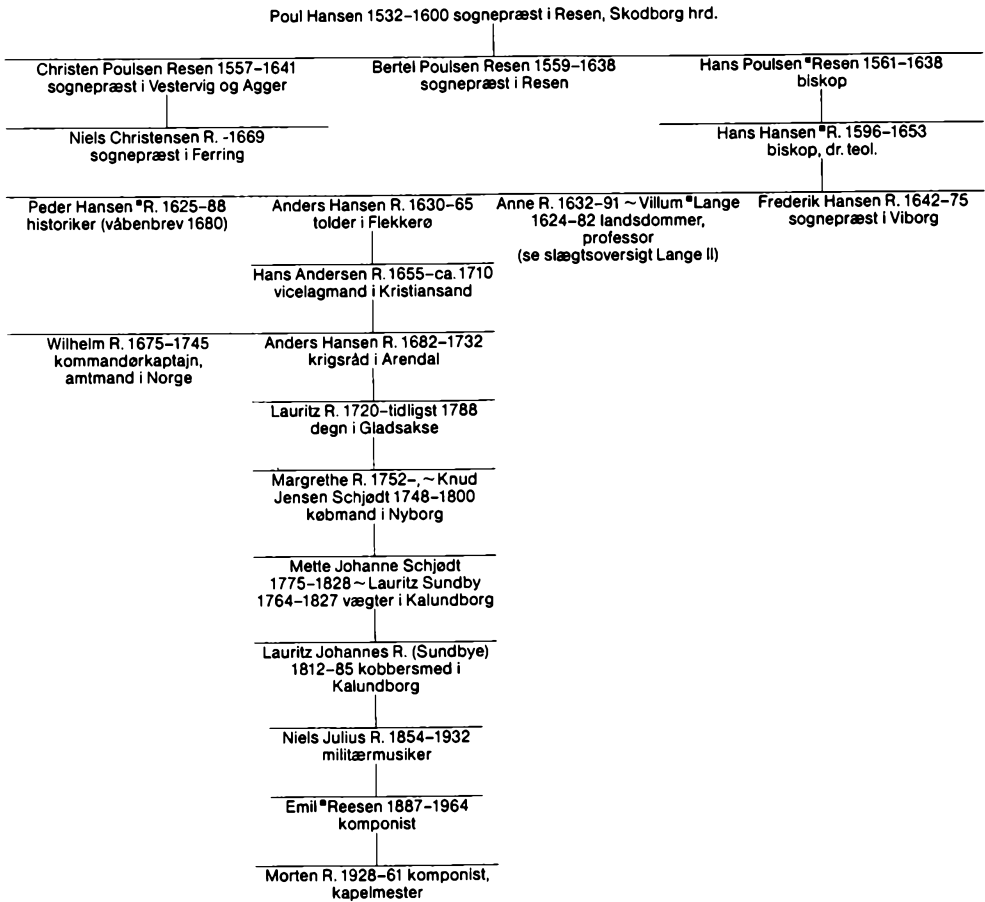 Poul Hansen 1532–1600 sognepræst i Resen, Skodborg hrd.
Christen Poulsen Resen 1557–1641
sognepræst i Vestervig og Agger
Bertel Poulsen Resen 1559–1638
sognepræst i Resen
Hans Poulsen *Resen 1561–1638
biskop
Niels Christensen R. -1669
sognepræst i Ferring
Hans Hansen *R. 1596–1653
biskop, dr. teol.
Peder Hansen *R. 1625–88
historiker (våbenbrev 1680)
Anders Hansen R. 1630–65
tolder i Flekkerø
Anne R. 1632–91 ~ Villum *Lange
1624–82 landsdommer,
professor
(se slægtsoversigt Lange II)
Frederik Hansen R. 1642–75
sognepræst i Viborg
Hans Andersen R. 1655–ca. 1710
vicelagmand i Kristiansand
Wilhelm R. 1675–1745
kommandørkaptajn,
amtmand i Norge
Anders Hansen R. 1682–1732
krigsråd i Arendal
Lauritz R. 1720–tidligst 1788
degn i Gladsakse
Margrethe R. 1752–, ~ Knud
Jensen Schjødt 1748–1800
købmand i Nyborg
Mette Johanne Schjødt
1775–1828 ~ Lauritz Sundby
1764–1827 vægter i Kalundborg
Lauritz Johannes R. (Sundbye)
1812–85 kobbersmed i
Kalundborg
Niels Julius R. 1854–1932
militærmusiker
Emil *Reesen 1887–1964
komponist
Morten R. 1928–61 komponist,
kapelmester